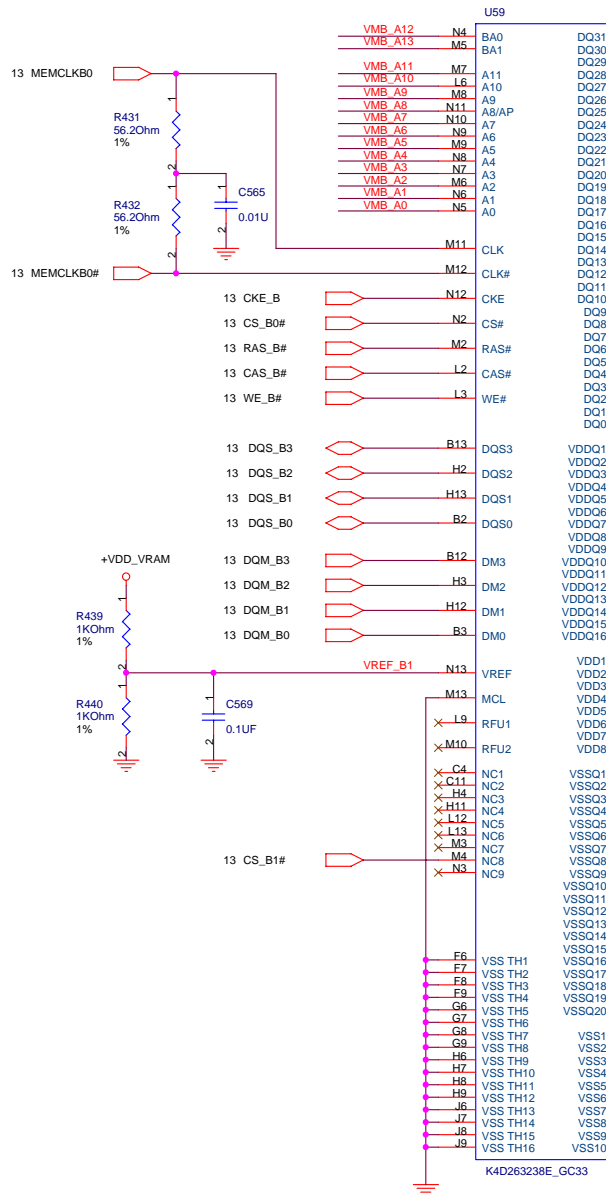 U59
VMB_A12 N4 BA0 DQ31
VMB_A13 M5 BA1 DQ30
DQ29
VMB_A11 M7 A11 DQ28
VMB_A10 L6 A10 DQ27
VMB_A9 M8 A9 DQ26
VMB_A8 N11 A8/AP DQ25
VMB_A7 N10 A7 DQ24
VMB_A6 N9 A6 DQ23
VMB_A5 M9 A5 DQ22
VMB_A4 N8 A4 DQ21
VMB_A3 N7 A3 DQ20
VMB_A2 M6 A2 DQ19
VMB_A1 N6 A1 DQ18
VMB_A0 N5 A0 DQ17
DQ16
DQ15
DQ14
DQ13
DQ12
DQ11
DQ10
DQ9
DQ8
DQ7
DQ6
DQ5
DQ4
DQ3
DQ2
DQ1
DQ0
13 MEMCLKB0
1
R431
56.2Ohm
1%
2
1
R432
56.2Ohm
1%
2
1
C565
0.01U
2
M11 CLK
13 MEMCLKB0# M12 CLK#
13 CKE_B N12 CKE
13 CS_B0# N2 CS#
13 RAS_B# M2 RAS#
13 CAS_B# L2 CAS#
13 WE_B# L3 WE#
13 DQS_B3 B13 DQS3 VDDQ1
VDDQ2
13 DQS_B2 H2 DQS2 VDDQ3
VDDQ4
13 DQS_B1 H13 DQS1 VDDQ5
VDDQ6
13 DQS_B0 B2 DQS0 VDDQ7
VDDQ8
VDDQ9
13 DQM_B3 B12 DM3 VDDQ10
VDDQ11
13 DQM_B2 H3 DM2 VDDQ12
VDDQ13
13 DQM_B1 H12 DM1 VDDQ14
VDDQ15
13 DQM_B0 B3 DM0 VDDQ16
+VDD_VRAM
1
R439
1KOhm
1%
2
1
R440
1KOhm
1%
2
1
C569
0.1UF
2
VDD1
VREF_B1 N13 VREF VDD2
VDD3
M13 MCL VDD4
VDD5
L9 RFU1 VDD6
VDD7
M10 RFU2 VDD8
C4 NC1 VSSQ1
C11 NC2 VSSQ2
H4 NC3 VSSQ3
H11 NC4 VSSQ4
L12 NC5 VSSQ5
L13 NC6 VSSQ6
M3 NC7 VSSQ7
13 CS_B1# M4 NC8 VSSQ8
N3 NC9 VSSQ9
VSSQ10
VSSQ11
VSSQ12
VSSQ13
VSSQ14
VSSQ15
F6 VSS TH1 VSSQ16
F7 VSS TH2 VSSQ17
F8 VSS TH3 VSSQ18
F9 VSS TH4 VSSQ19
G6 VSS TH5 VSSQ20
G7 VSS TH6
G8 VSS TH7 VSS1
G9 VSS TH8 VSS2
H6 VSS TH9 VSS3
H7 VSS TH10 VSS4
H8 VSS TH11 VSS5
H9 VSS TH12 VSS6
J6 VSS TH13 VSS7
J7 VSS TH14 VSS8
J8 VSS TH15 VSS9
J9 VSS TH16 VSS10
K4D263238E_GC33